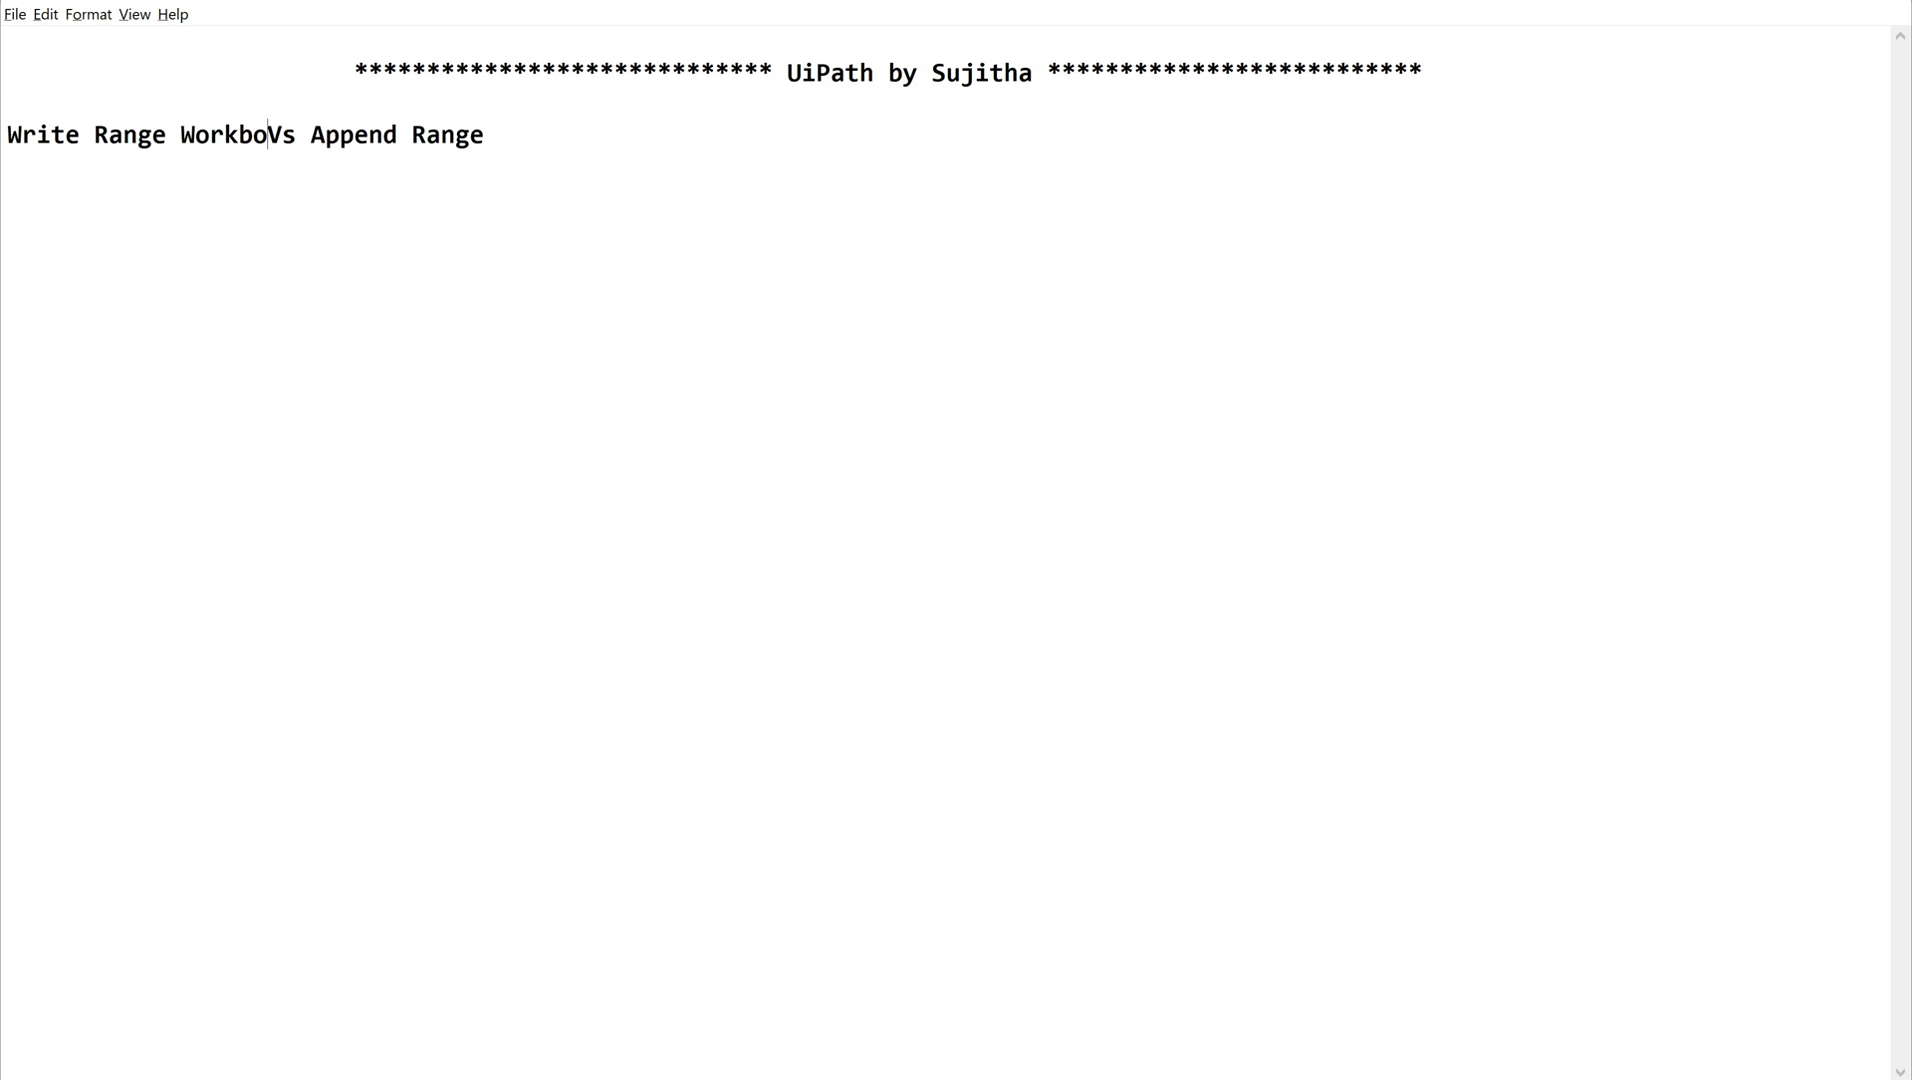 File Edit Format View Help
***************************** UiPath by Sujitha **************************
Write Range WorkboVs Append Range